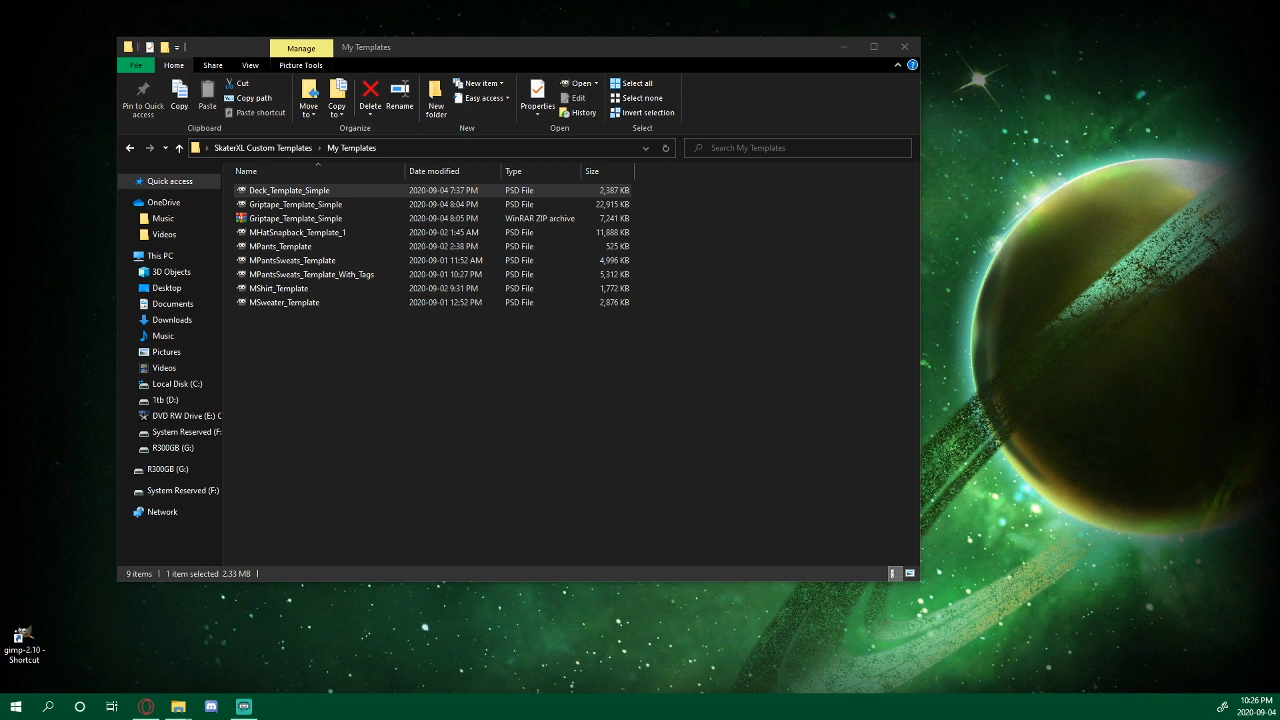 Manage
My Templates
File
Home
Share
View
Picture Tools
Pin to Quick access
Copy
Paste
Cut
Copy path
Paste shortcut
Clipboard
Move to
Copy to
Delete
Rename
Organize
New folder
New item
Easy access
New
Properties
Open
Edit
History
Open
Select all
Select none
Invert selection
Select
SkaterXL Custom Templates > My Templates
Search My Templates
Name Date modified Type Size
Deck_Template_Simple 2020-09-04 7:37 PM PSD File 2,387 KB
Griptape_Template_Simple 2020-09-04 8:04 PM PSD File 22,915 KB
Griptape_Template_Simple 2020-09-04 8:05 PM WinRAR ZIP archive 7,241 KB
MHatSnapback_Template_1 2020-09-02 1:45 AM PSD File 11,888 KB
MPants_Template 2020-09-02 2:38 PM PSD File 525 KB
MPantsSweats_Template 2020-09-01 11:52 AM PSD File 4,996 KB
MPantsSweats_Template_With_Tags 2020-09-01 10:27 PM PSD File 5,312 KB
MShirt_Template 2020-09-02 9:31 PM PSD File 1,772 KB
MSweater_Template 2020-09-01 12:52 PM PSD File 2,876 KB
Quick access
OneDrive
Music
Videos
This PC
3D Objects
Desktop
Documents
Downloads
Music
Pictures
Videos
Local Disk (C:)
1tb (D:)
DVD RW Drive (E:) C
System Reserved (F:
R300GB (G:)
R300GB (G:)
System Reserved (F:)
Network
9 items 1 item selected 2.33 MB
gimp-2.10 - Shortcut
10:26 PM
2020-09-04